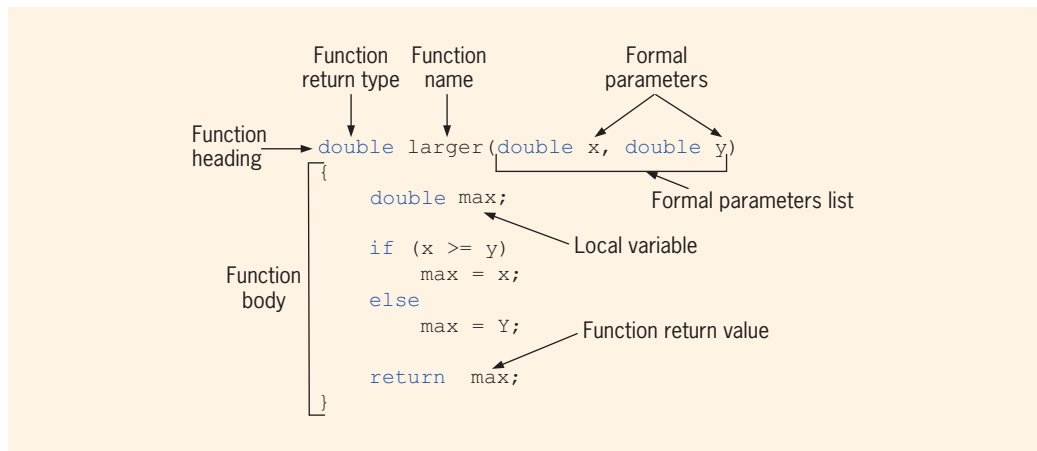 Function return type
Function name
Formal parameters
Function heading
double larger(double x, double y)
Formal parameters list
{
double max;
Local variable
if (x >= y)
max = x;
Function body
else
max = Y;
Function return value
return max;
}